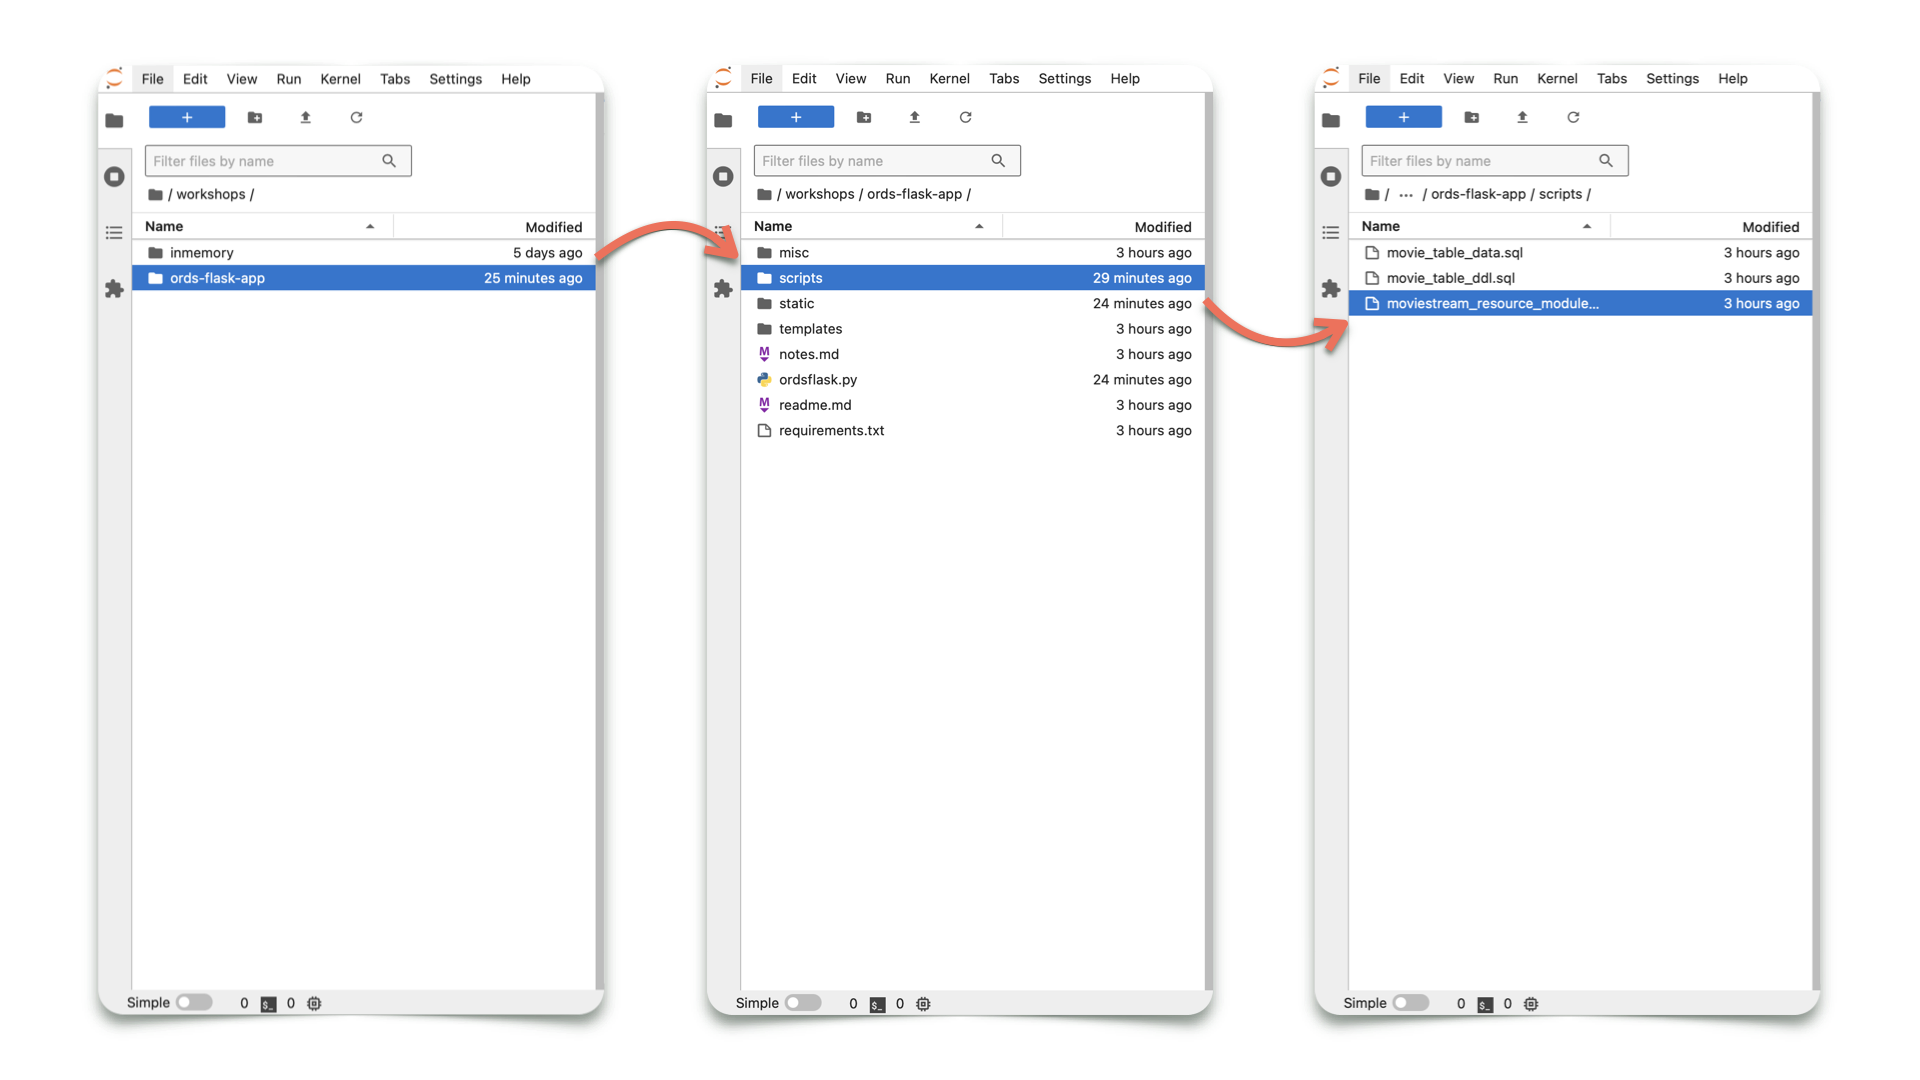 File Edit View Run Kernel Tabs Settings Help
+
Filter files by name
/ workshops /
Name Modified
inmemory 5 days ago
ords-flask-app 25 minutes ago
Simple 0 $_ 0
File Edit View Run Kernel Tabs Settings Help
+
Filter files by name
/ workshops / ords-flask-app /
Name Modified
misc 3 hours ago
scripts 29 minutes ago
static 24 minutes ago
templates 3 hours ago
M notes.md 3 hours ago
ordsflask.py 24 minutes ago
M readme.md 3 hours ago
requirements.txt 3 hours ago
Simple 0 $_ 0
File Edit View Run Kernel Tabs Settings Help
+
Filter files by name
/ ... / ords-flask-app / scripts /
Name Modified
movie_table_data.sql 3 hours ago
movie_table_ddl.sql 3 hours ago
moviestream_resource_module... 3 hours ago
Simple 0 $_ 0